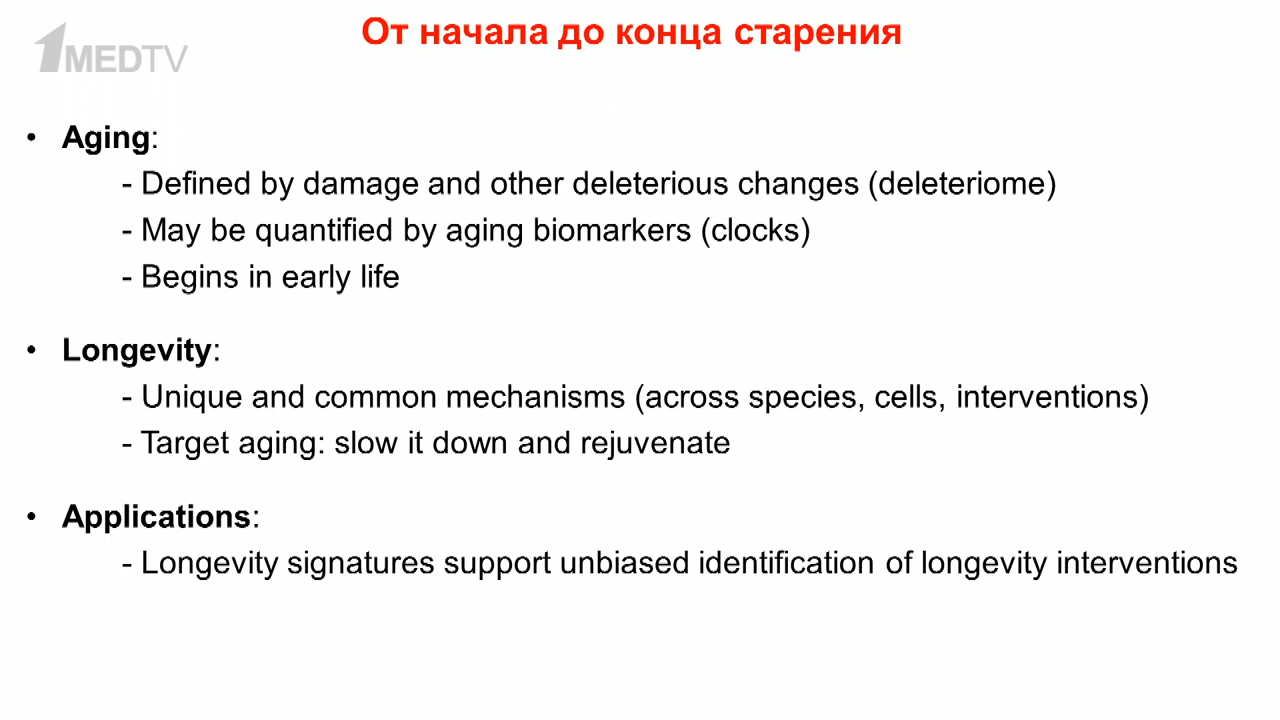 От начала до конца старения
1MEDTV
• Aging:
- Defined by damage and other deleterious changes (deleteriome)
- May be quantified by aging biomarkers (clocks)
- Begins in early life
• Longevity:
- Unique and common mechanisms (across species, cells, interventions)
- Target aging: slow it down and rejuvenate
• Applications:
- Longevity signatures support unbiased identification of longevity interventions